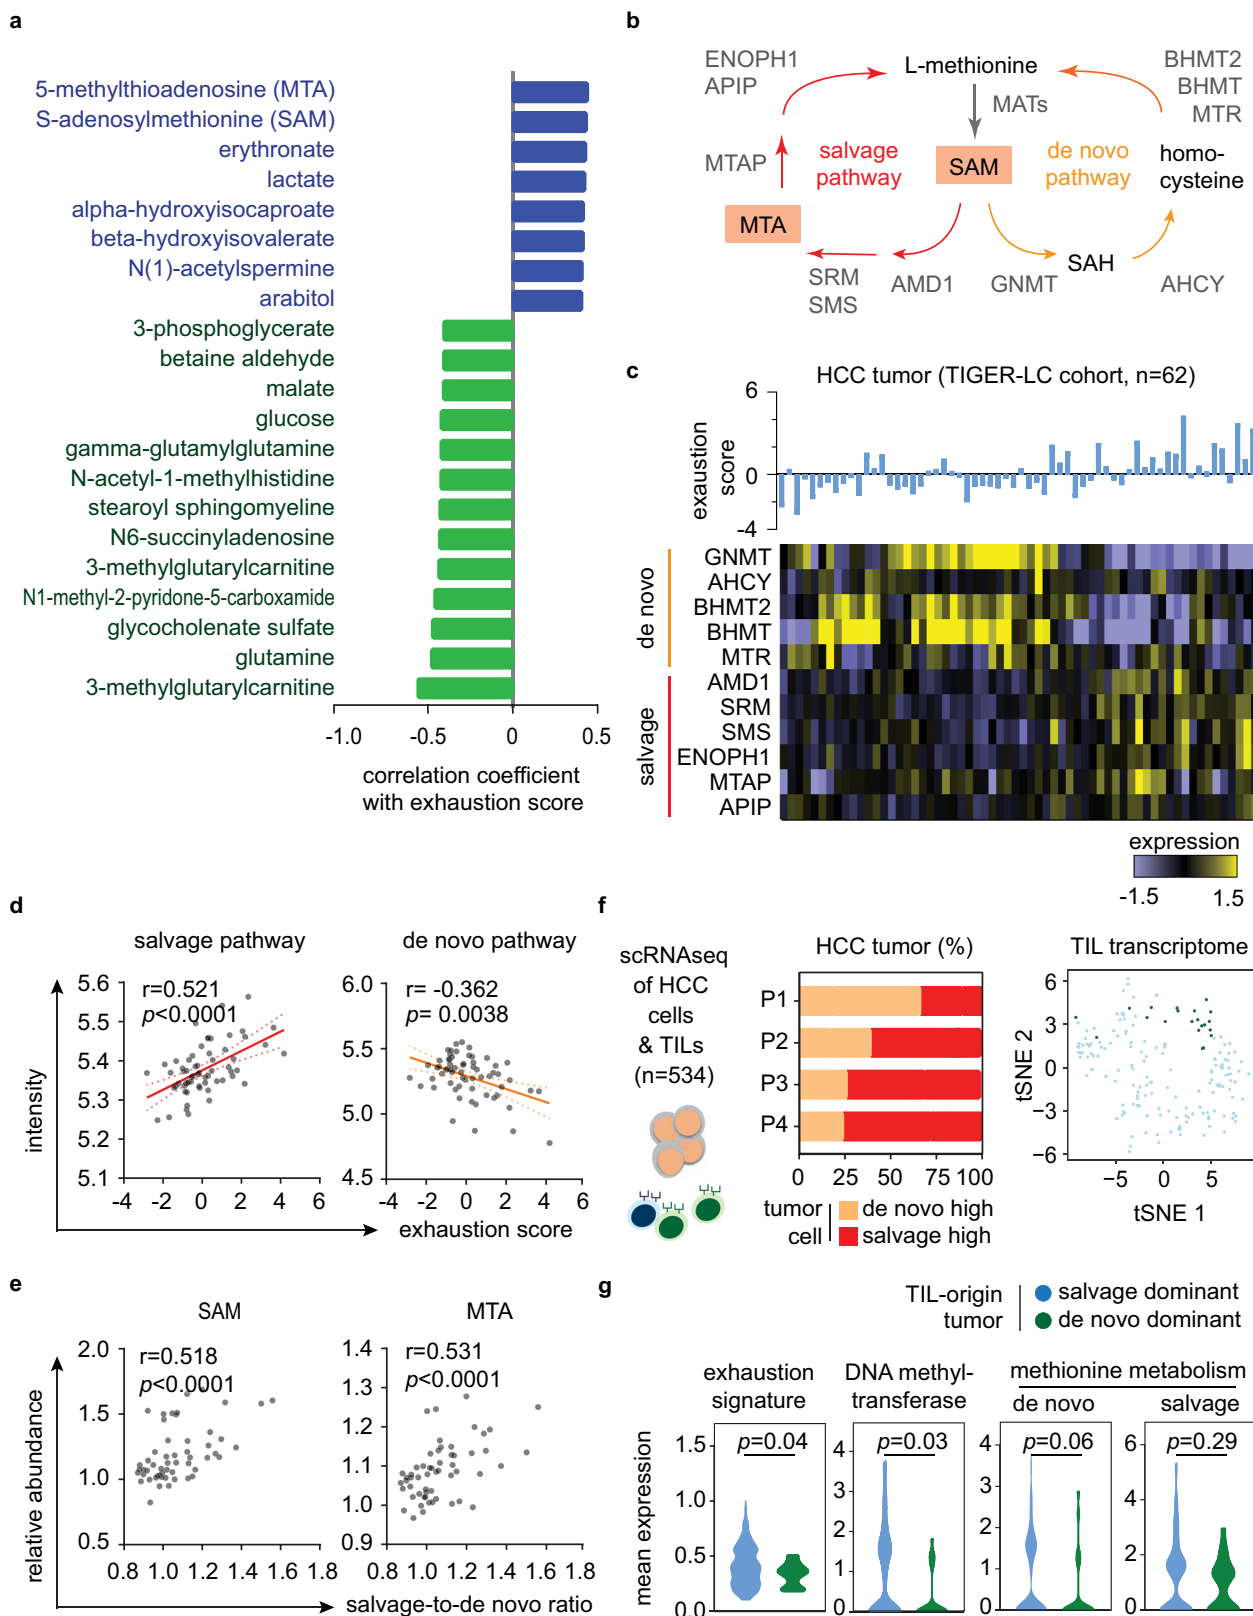 a
5-methylthioadenosine (MTA)
S-adenosylmethionine (SAM)
erythronate
lactate
alpha-hydroxyisocaproate
beta-hydroxyisovalerate
N(1)-acetylspermine
arabitol
3-phosphoglycerate
betaine aldehyde
malate
glucose
gamma-glutamylglutamine
N-acetyl-1-methylhistidine
stearoyl sphingomyeline
N6-succinyladenosine
3-methylglutarylcarnitine
N1-methyl-2-pyridone-5-carboxamide
glycocholenate sulfate
glutamine
3-methylglutarylcarnitine
-1.0 -0.5 0 0.5
correlation coefficient
with exhaustion score
b
ENOPH1
APIP
L-methionine
BHMT2
BHMT
MTR
MATs
MTAP
salvage
pathway
SAM
de novo
pathway
homo-
cysteine
MTA
SRM
SMS
AMD1
GNMT
SAH
AHCY
c
HCC tumor (TIGER-LC cohort, n=62)
exaustion
score
6
0
-4
de novo
GNMT
AHCY
BHMT2
BHMT
MTR
salvage
AMD1
SRM
SMS
ENOPH1
MTAP
APIP
expression
-1.5 1.5
d
salvage pathway
r=0.521
p<0.0001
intensity
5.6
5.5
5.4
5.3
5.2
5.1
-4 -2 0 2 4 6
de novo pathway
r= -0.362
p= 0.0038
5.5
5.0
4.5
-4 -2 0 2 4 6
exhaustion score
e
SAM
r=0.518
p<0.0001
relative abundance
2.0
1.5
1.0
0.5
0.8 1.0 1.2 1.4 1.6 1.8
MTA
r=0.531
p<0.0001
1.4
1.3
1.2
1.1
1.0
0.9
0.8 1.0 1.2 1.4 1.6 1.8
salvage-to-de novo ratio
f
scRNAseq
of HCC
cells
& TILs
(n=534)
HCC tumor (%)
P1
P2
P3
P4
0 25 50 75 100
tumor
cell
de novo high
salvage high
TIL transcriptome
tSNE 2
6
3
0
−3
−6
−5 0 5
tSNE 1
g
TIL-origin
tumor
salvage dominant
de novo dominant
mean expression
exhaustion
signature
p=0.04
1.5
1.0
0.5
0.0
DNA methyl-
transferase
p=0.03
4
3
2
1
0
methionine metabolism
de novo
p=0.06
4
3
2
1
0
salvage
p=0.29
6
4
2
0